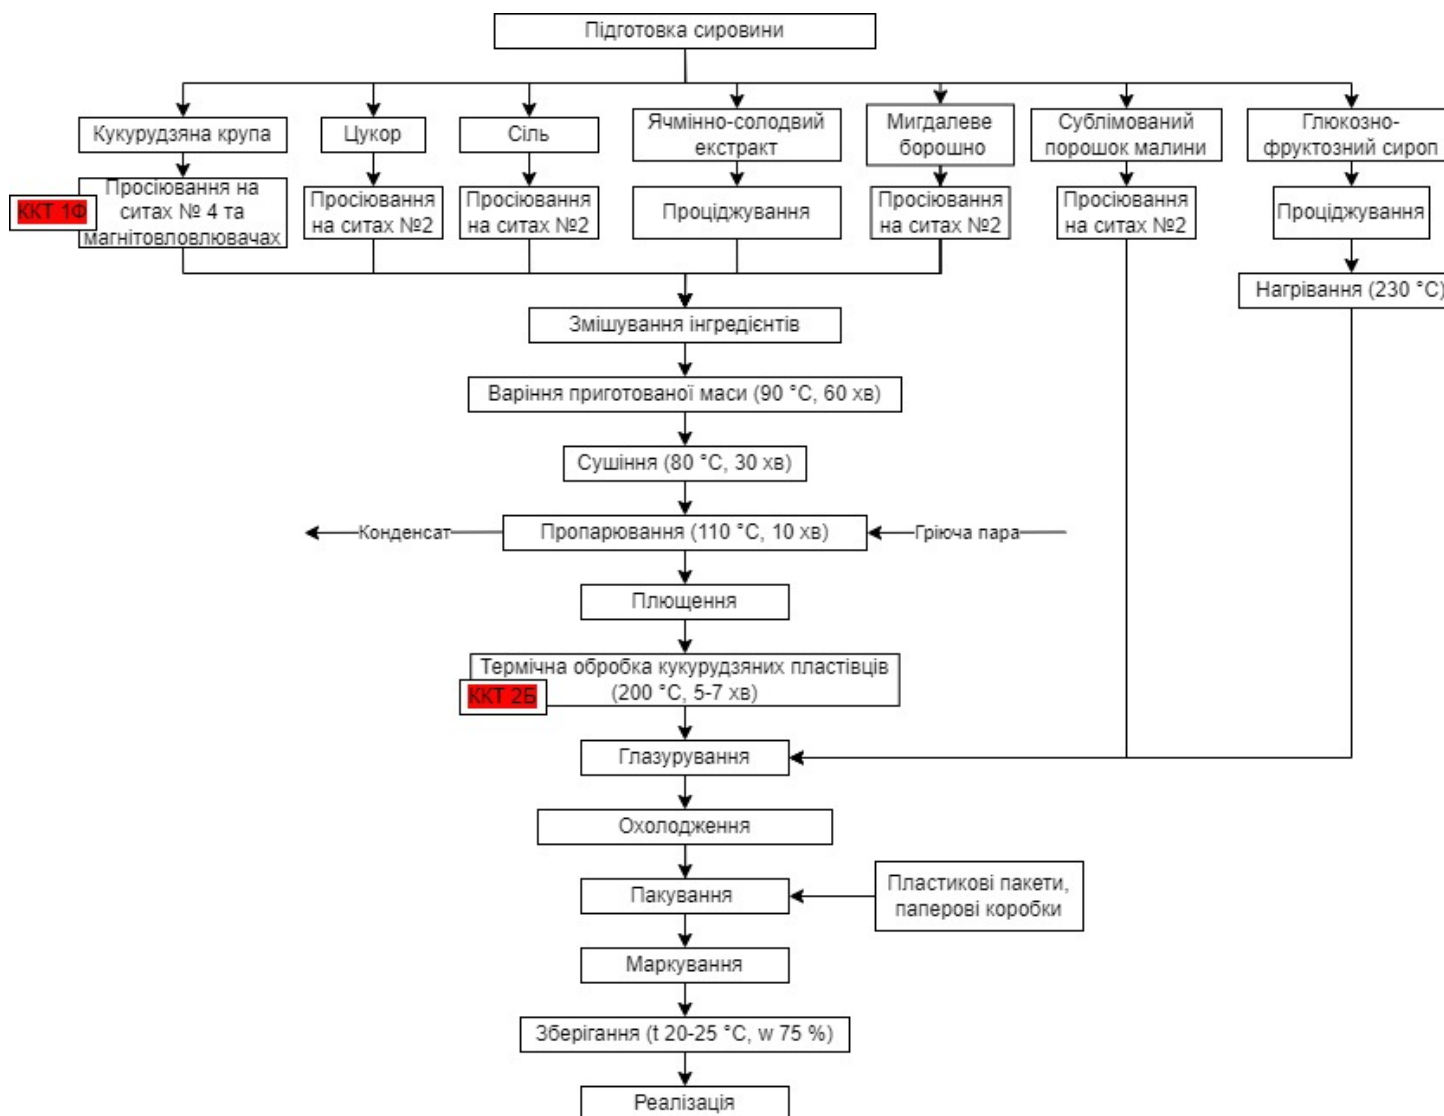 Підготовка сировини
Кукурудзяна крупа
Цукор
Сіль
Ячмінно-солодвий
екстракт
Мигдалеве
борошно
Сублімований
порошок малини
Глюкозно-
фруктозний сироп
ККТ 1Ф
Просіювання на
ситах № 4 та
магнітовловлювачах
Просіювання
на ситах №2
Просіювання
на ситах №2
Проціджування
Просіювання
на ситах №2
Просіювання
на ситах №2
Проціджування
Нагрівання (230 °C)
Змішування інгредієнтів
Варіння приготованої маси (90 °C, 60 хв)
Сушіння (80 °C, 30 хв)
Конденсат
Пропарювання (110 °C, 10 хв)
Гріюча пара
Плющення
Термічна обробка кукурудзяних пластівців
(200 °C, 5-7 хв)
ККТ 2Б
Глазурування
Охолодження
Пакування
Пластикові пакети,
паперові коробки
Маркування
Зберігання (t 20-25 °C, w 75 %)
Реалізація